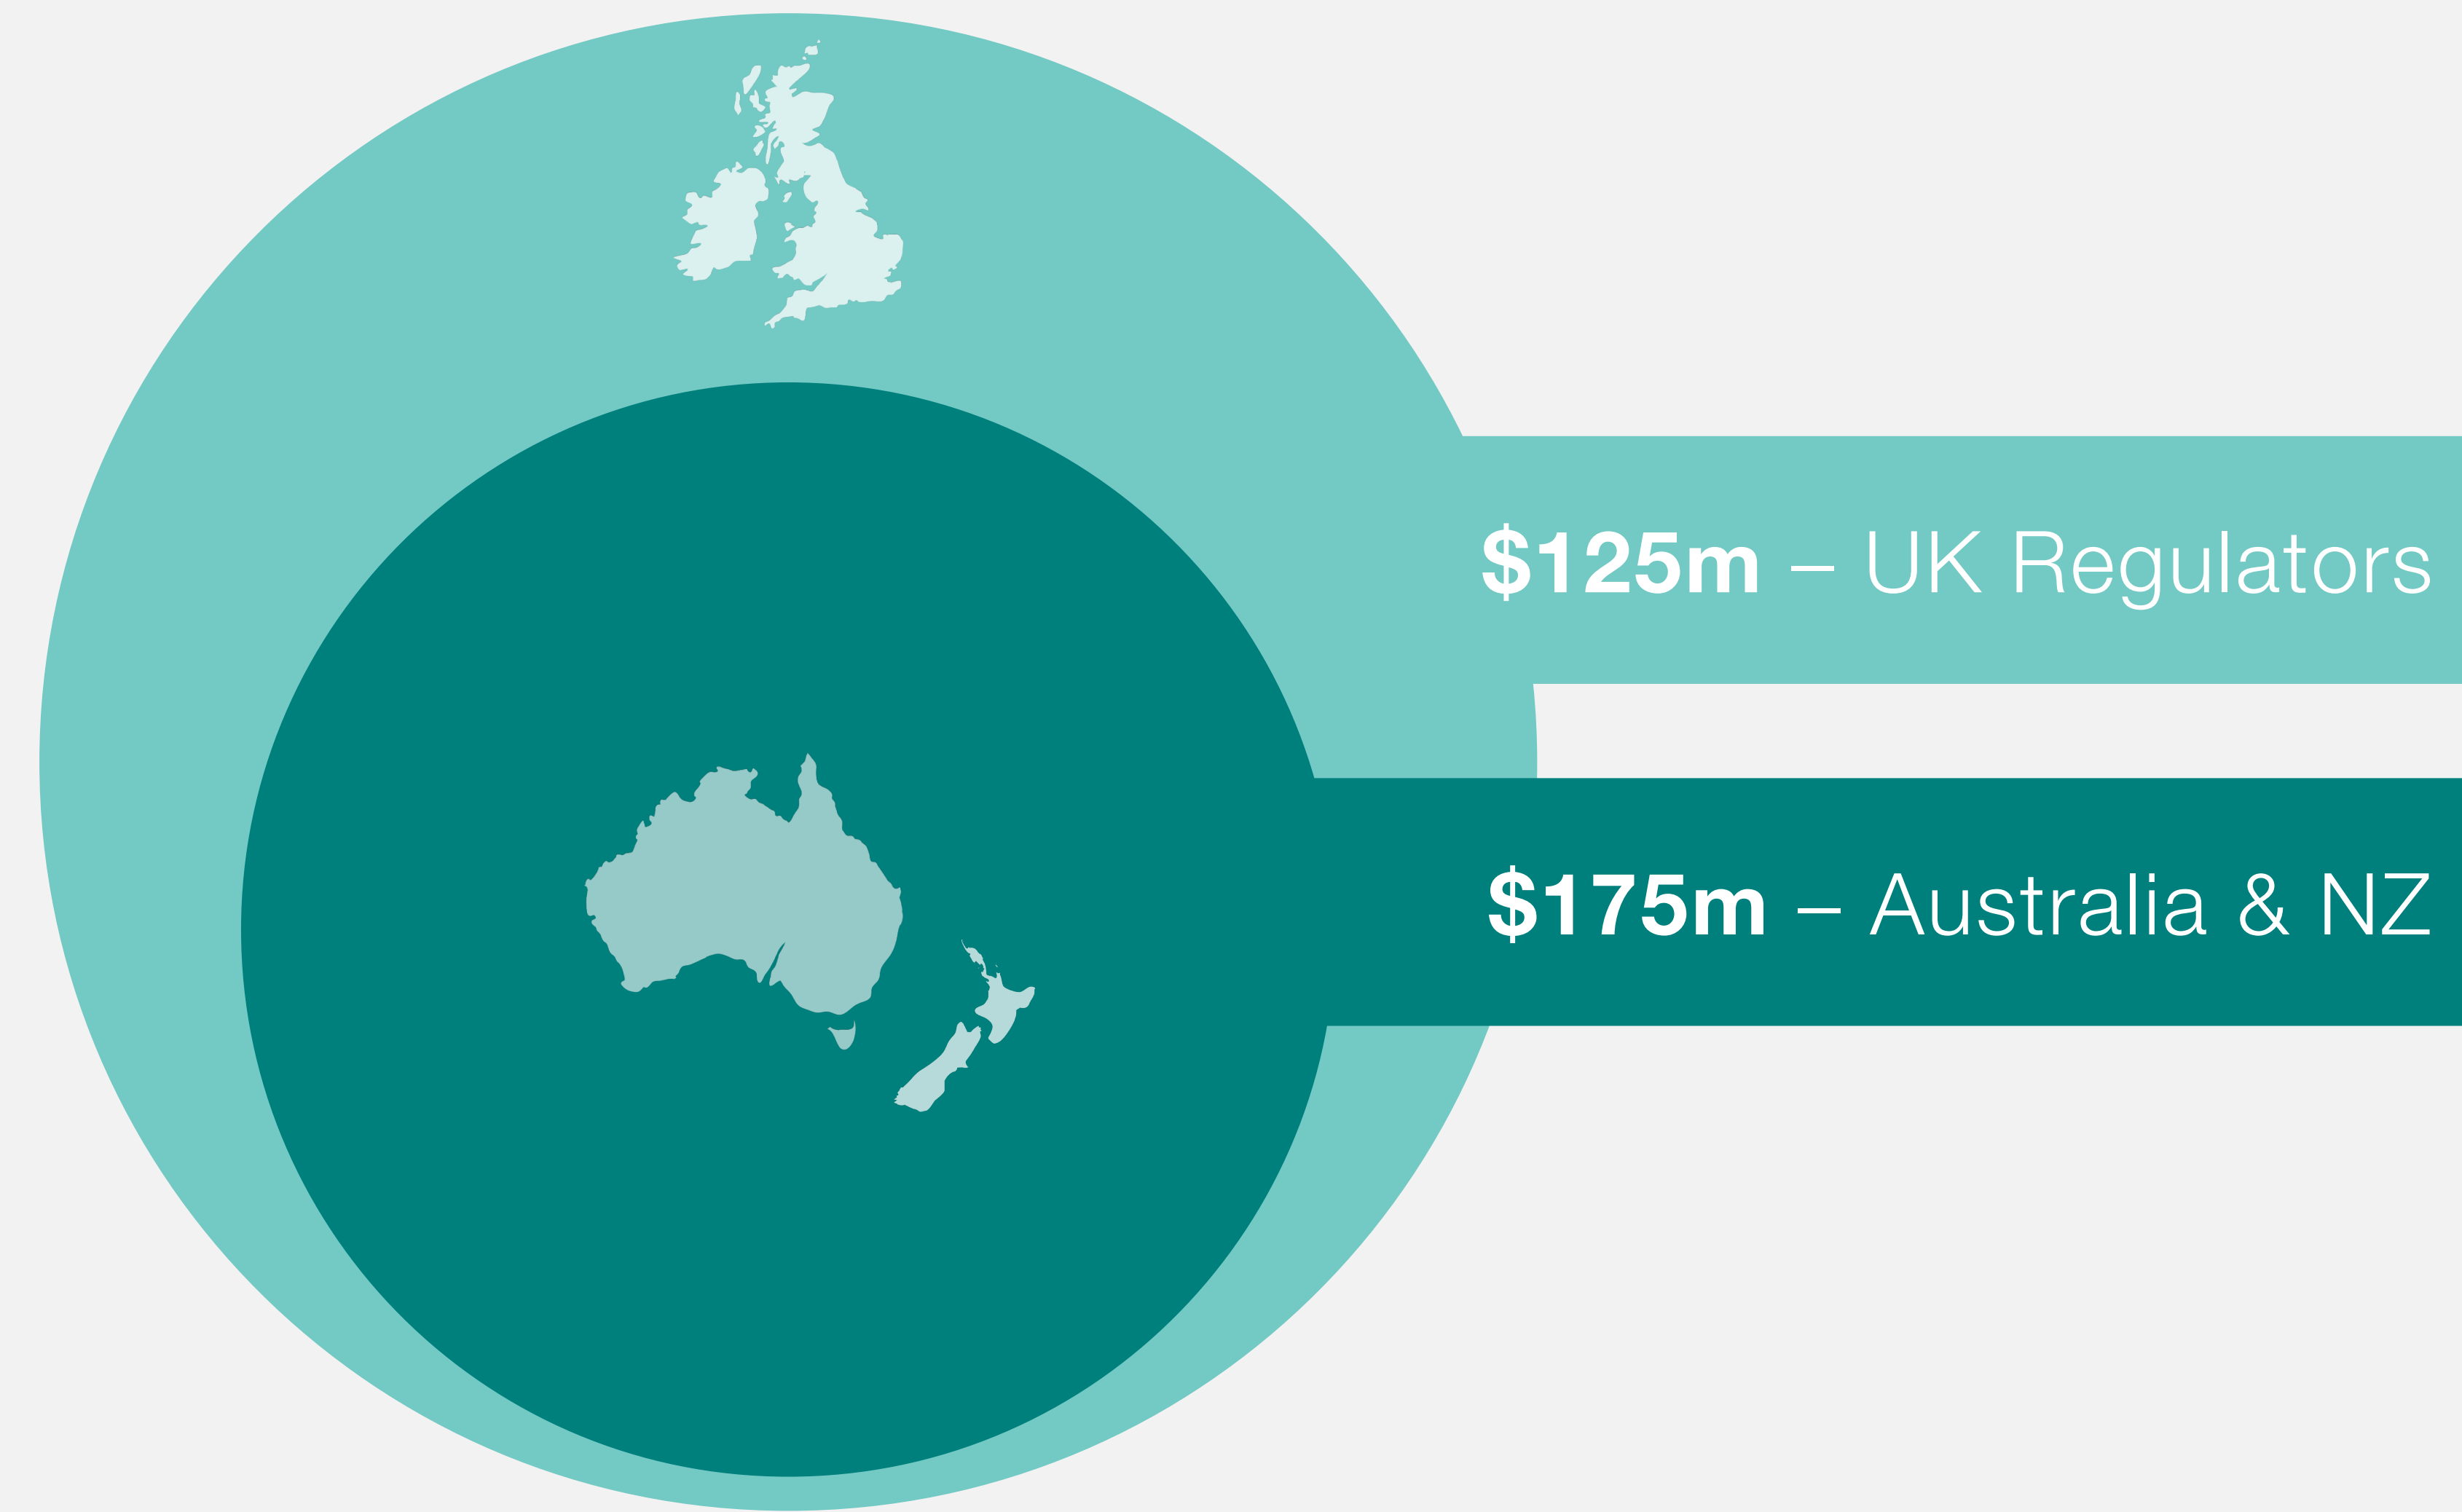 $125m — UK Regulators
$175m — Australia & NZ